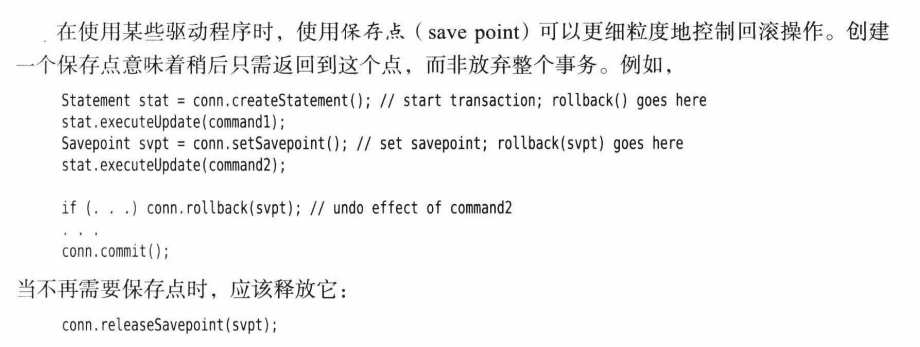 在使用某些驱动程序时，使用保存点（save point）可以更细粒度地控制回滚操作。创建
一个保存点意味着稍后只需返回到这个点，而非放弃整个事务。例如，
Statement stat = conn.createStatement(); // start transaction; rollback() goes here
stat.executeUpdate(command1);
Savepoint svpt = conn.setSavepoint(); // set savepoint; rollback(svpt) goes here
stat.executeUpdate(command2);
if (. . .) conn.rollback(svpt); // undo effect of command2
. . .
conn.commit();
当不再需要保存点时，应该释放它：
conn.releaseSavepoint(svpt);